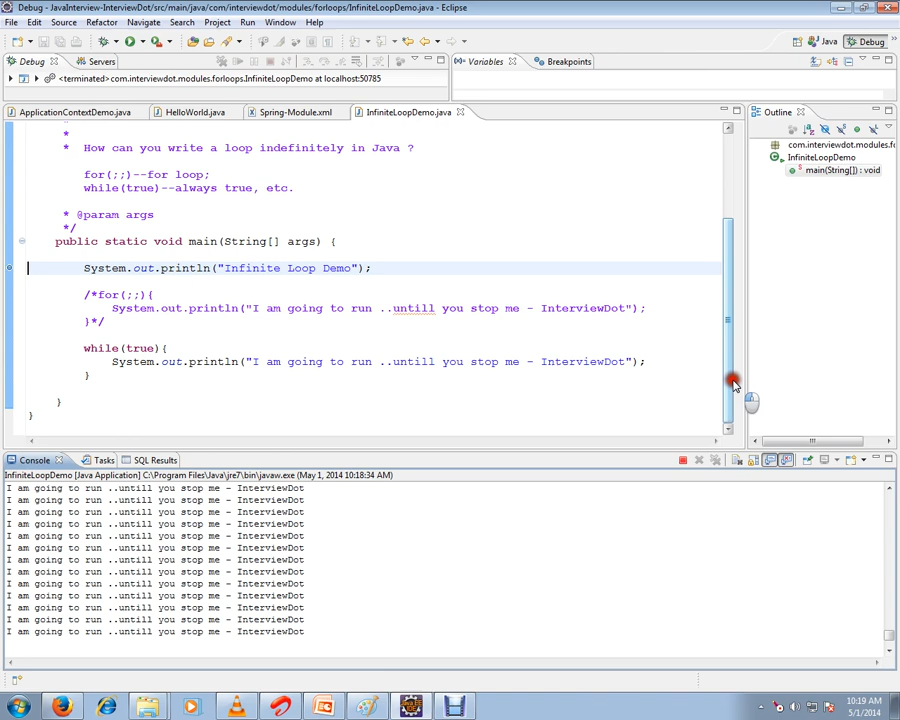 Debug - JavaInterview-InterviewDot/src/main/java/com/interviewdot/modules/forloops/InfiniteLoopDemo.java - Eclipse
File Edit Source Refactor Navigate Search Project Run Window Help
Java Debug
Debug Servers
Variables Breakpoints
<terminated>com.interviewdot.modules.forloops.InfiniteLoopDemo at localhost:50785
ApplicationContextDemo.java HelloWorld.java Spring-Module.xml InfiniteLoopDemo.java
Outline
com.interviewdot.modules.fo
InfiniteLoopDemo
main(String[]) : void
*
*
* How can you write a loop indefinitely in Java ?
for(;;)--for loop;
while(true)--always true, etc.
* @param args
*/
public static void main(String[] args) {
System.out.println("Infinite Loop Demo");
/*for(;;){
System.out.println("I am going to run ..untill you stop me - InterviewDot");
}*/
while(true){
System.out.println("I am going to run ..untill you stop me - InterviewDot");
}
}
}
Console Tasks SQL Results
InfiniteLoopDemo [Java Application] C:\Program Files\Java\jre7\bin\javaw.exe (May 1, 2014 10:18:34 AM)
I am going to run ..untill you stop me - InterviewDot
I am going to run ..untill you stop me - InterviewDot
I am going to run ..untill you stop me - InterviewDot
I am going to run ..untill you stop me - InterviewDot
I am going to run ..untill you stop me - InterviewDot
I am going to run ..untill you stop me - InterviewDot
I am going to run ..untill you stop me - InterviewDot
I am going to run ..untill you stop me - InterviewDot
I am going to run ..untill you stop me - InterviewDot
I am going to run ..untill you stop me - InterviewDot
I am going to run ..untill you stop me - InterviewDot
I am going to run ..untill you stop me - InterviewDot
I am going to run ..untill you stop me - InterviewDot
10:19 AM
5/1/2014